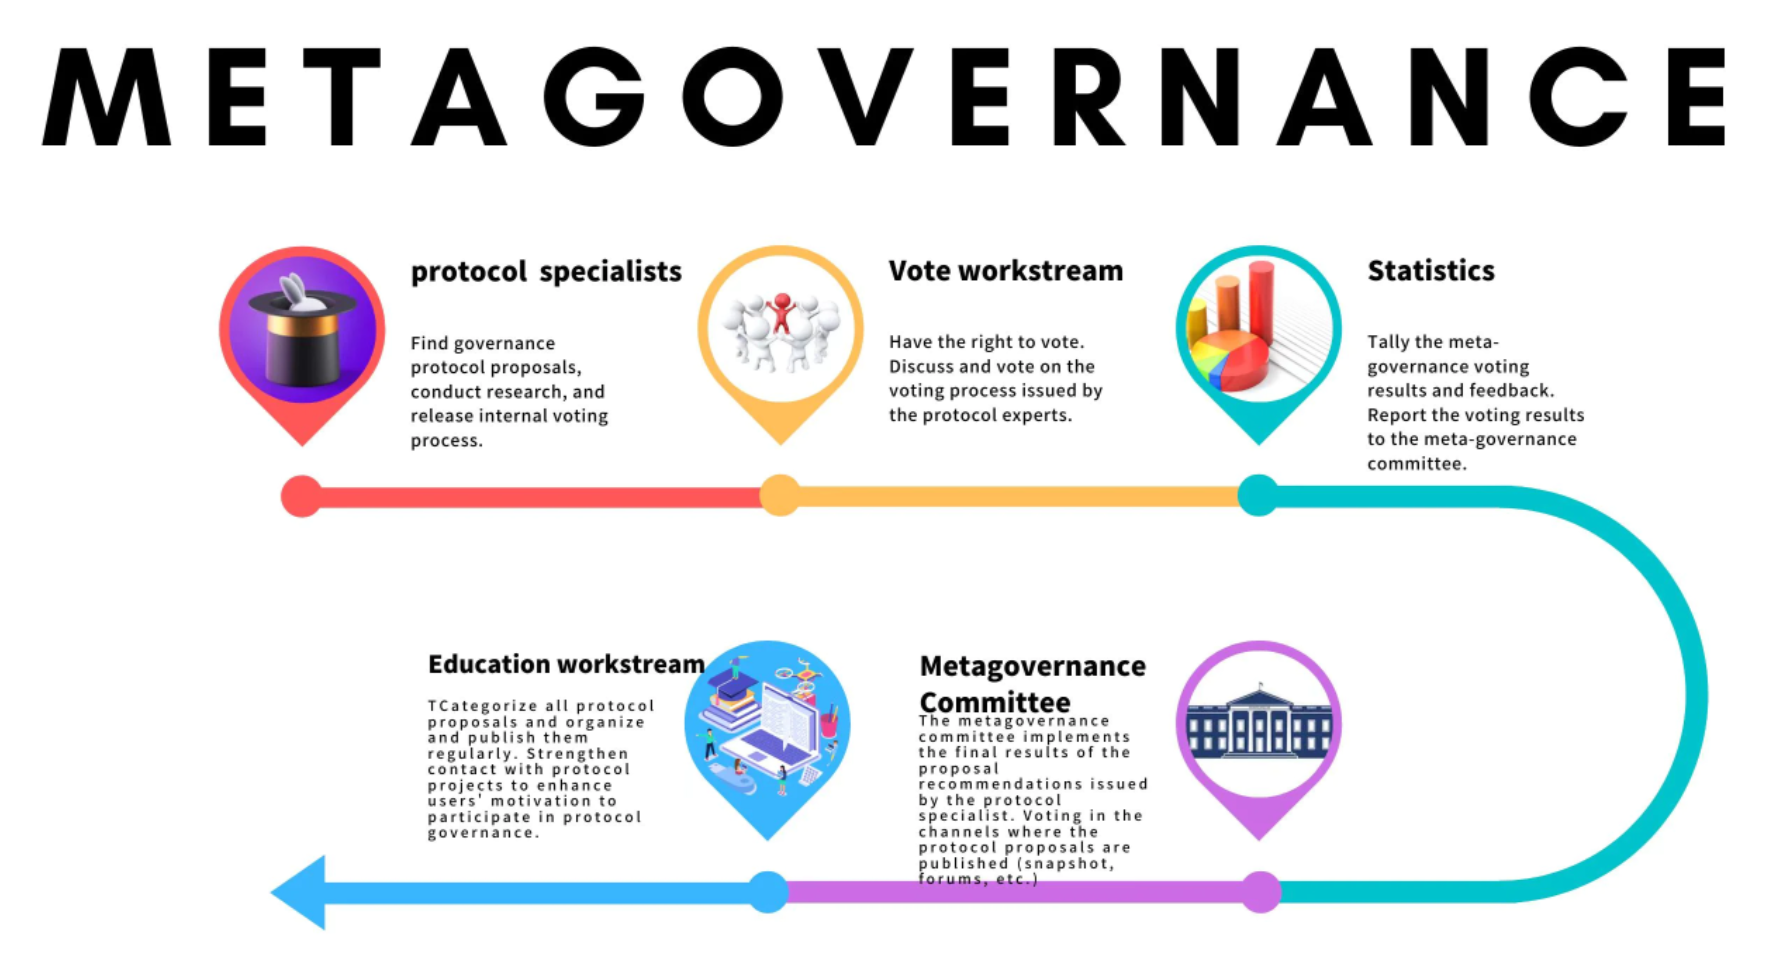 METAGOVERNANCE
protocol specialists
Find governance
protocol proposals,
conduct research, and
release internal voting
process.
Vote workstream
Have the right to vote.
Discuss and vote on the
voting process issued by
the protocol experts.
Statistics
Tally the meta-
governance voting
results and feedback.
Report the voting results
to the meta-governance
committee.
Metagovernance
Committee
The metagovernance
committee implements
the final results of the
proposal
recommendations issued
by the protocol
specialist. Voting in the
channels where the
protocol proposals are
published (snapshot,
forums, etc.)
Education workstream
TCategorize all protocol
proposals and organize
and publish them
regularly. Strengthen
contact with protocol
projects to enhance
users' motivation to
participate in protocol
governance.